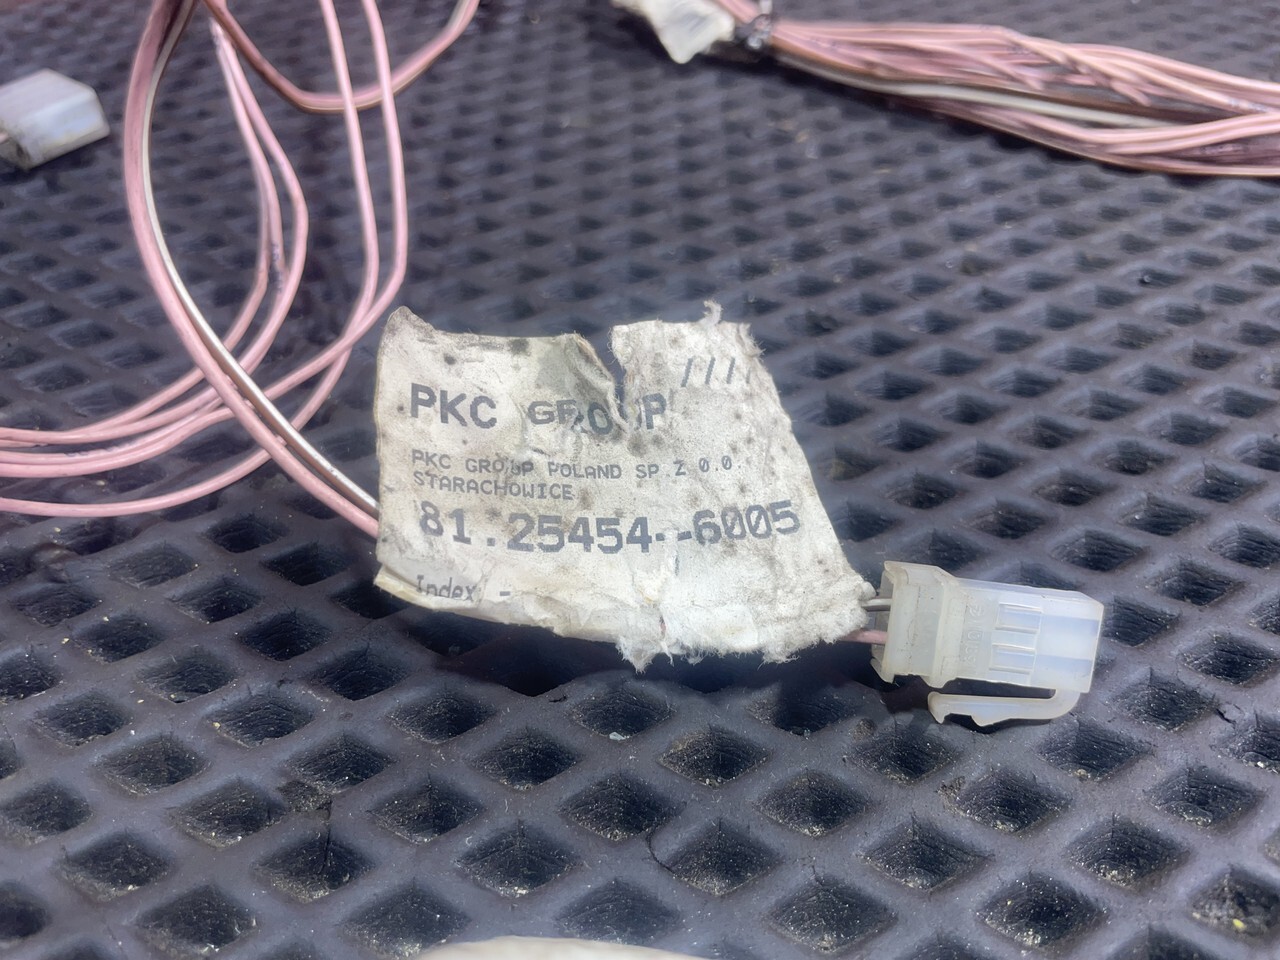 PKC GROUP
PKC GROUP POLAND SP.Z O.O.
STARACHOWICE
81.25454--6005
Index: -